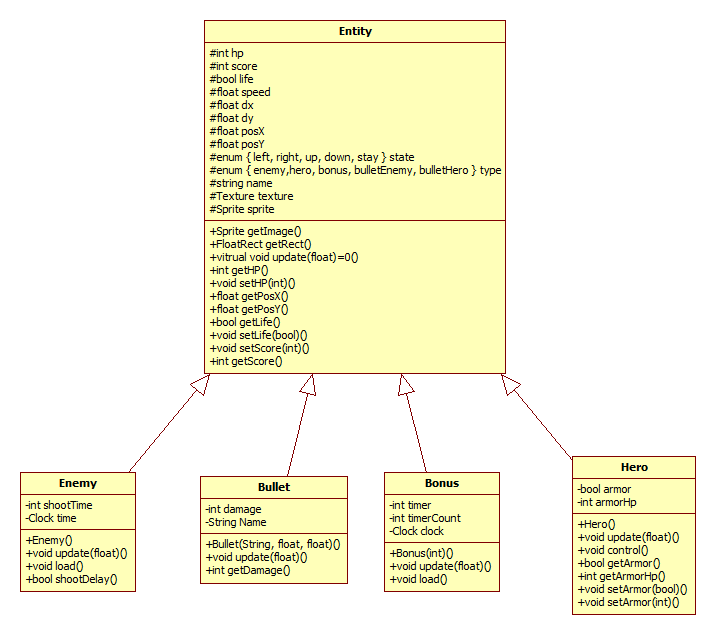 Entity
#int hp
#int score
#bool life
#float speed
#float dx
#float dy
#float posX
#float posY
#enum { left, right, up, down, stay } state
#enum { enemy,hero, bonus, bulletEnemy, bulletHero } type
#string name
#Texture texture
#Sprite sprite
+Sprite getImage()
+FloatRect getRect()
+vitrual void update(float)=0()
+int getHP()
+void setHP(int)()
+float getPosX()
+float getPosY()
+bool getLife()
+void setLife(bool)()
+void setScore(int)()
+int getScore()
Enemy
-int shootTime
-Clock time
+Enemy()
+void update(float)()
+void load()
+bool shootDelay()
Bullet
-int damage
-String Name
+Bullet(String, float, float)()
+void update(float)()
+int getDamage()
Bonus
-int timer
-int timerCount
-Clock clock
+Bonus(int)()
+void update(float)()
+void load()
Hero
-bool armor
-int armorHp
+Hero()
+void update(float)()
+void control()
+bool getArmor()
+int getArmorHp()
+void setArmor(bool)()
+void setArmor(int)()